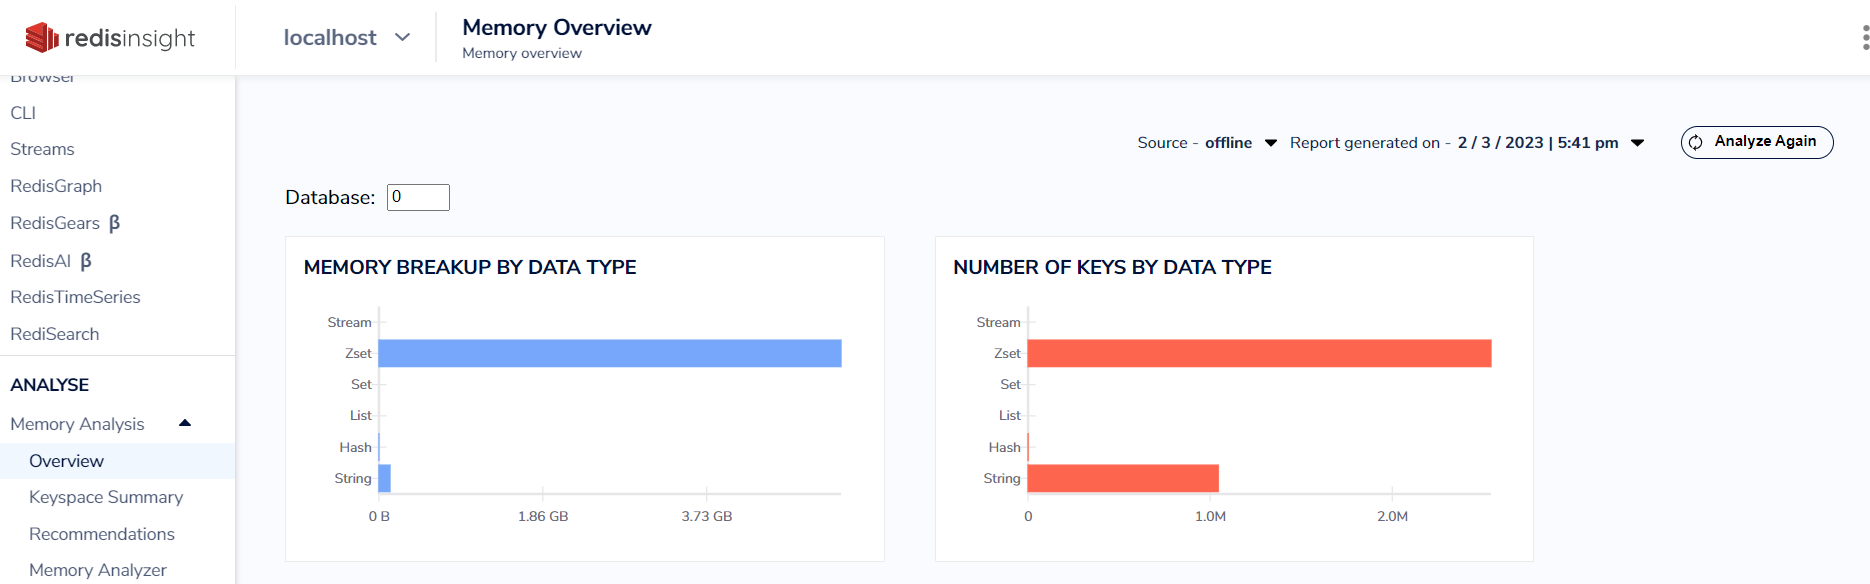 redisinsight
localhost
Memory Overview
Memory overview
Browser
CLI
Streams
RedisGraph
RedisGears β
RedisAI β
RedisTimeSeries
RediSearch
ANALYSE
Memory Analysis
Overview
Keyspace Summary
Recommendations
Memory Analyzer
Source - offline Report generated on - 2 / 3 / 2023 | 5:41 pm Analyze Again
Database: 0
MEMORY BREAKUP BY DATA TYPE
Stream
Zset
Set
List
Hash
String
0 B 1.86 GB 3.73 GB
NUMBER OF KEYS BY DATA TYPE
Stream
Zset
Set
List
Hash
String
0 1.0M 2.0M